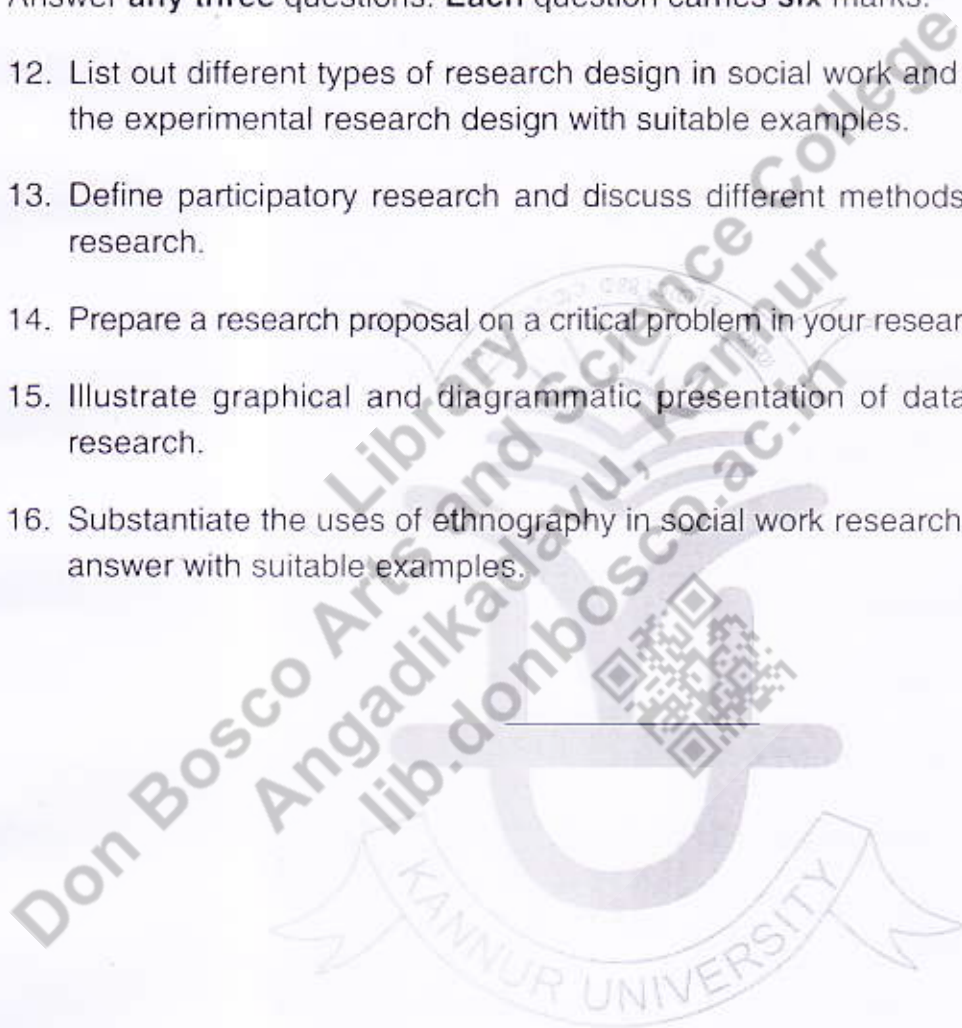 Answer any three questions. Each question carries six marks.
12. List out different types of research design in social work and
the experimental research design with suitable examples.
13. Define participatory research and discuss different methods
research.
14. Prepare a research proposal on a critical problem in your resear
15. Illustrate graphical and diagrammatic presentation of data
research.
16. Substantiate the uses of ethnography in social work research
answer with suitable examples.
Library
Don Bosco Arts and Science College
Angadikadavu, Kannur
lib.donbosco.ac.in
KANNUR UNIVERSITY